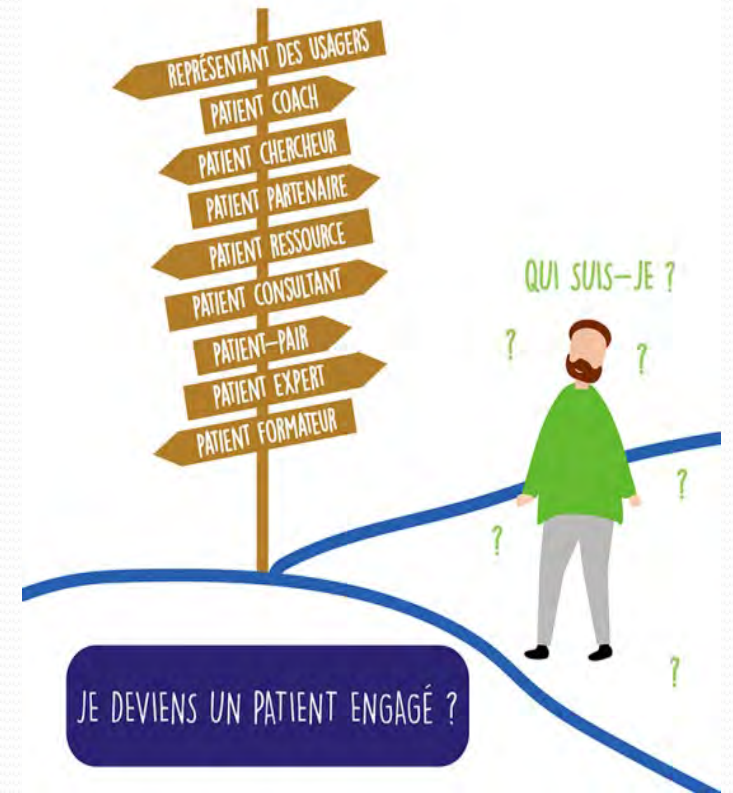 REPRÉSENTANT DES USAGERS
PATIENT COACH
PATIENT CHERCHEUR
PATIENT PARTENAIRE
PATIENT RESSOURCE
PATIENT CONSULTANT
PATIENT-PAIR
PATIENT EXPERT
PATIENT FORMATEUR
QUI SUIS-JE ?
?
?
?
?
?
JE DEVIENS UN PATIENT ENGAGÉ ?